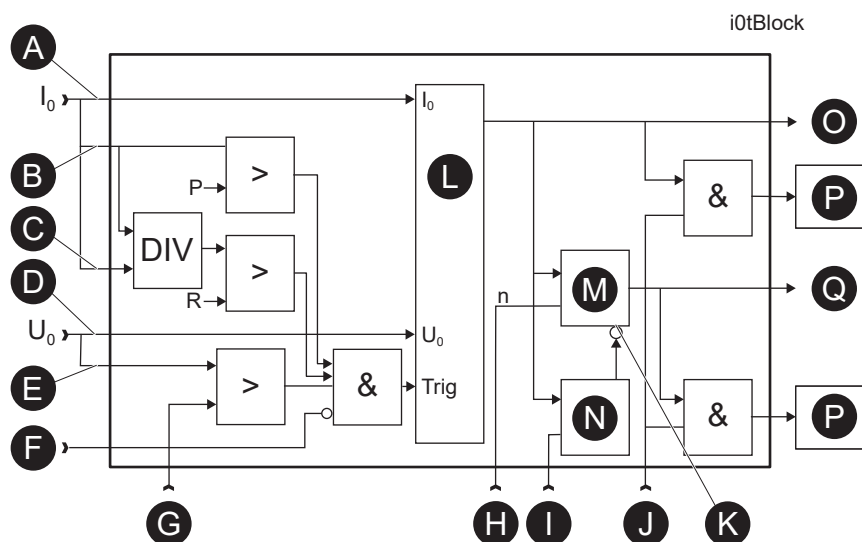 i0tBlock
A
I₀
I₀
O
B
>
P
L
&
P
C
DIV
>
R
D
n
M
Q
U₀
U₀
E
>
&
Trig
N
&
P
F
G
H
I
J
K